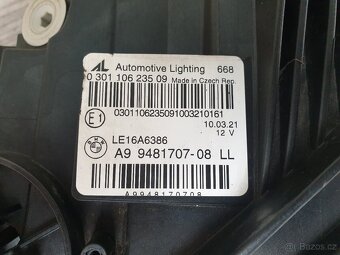 AL Automotive Lighting 668
0 301 106 235 09 Made in Czech Rep.
0301106235091003210161
E1
10.03.21
12 V
LE16A6386
A9 9481707-08 LL
A9948170708
Bazoš.cz